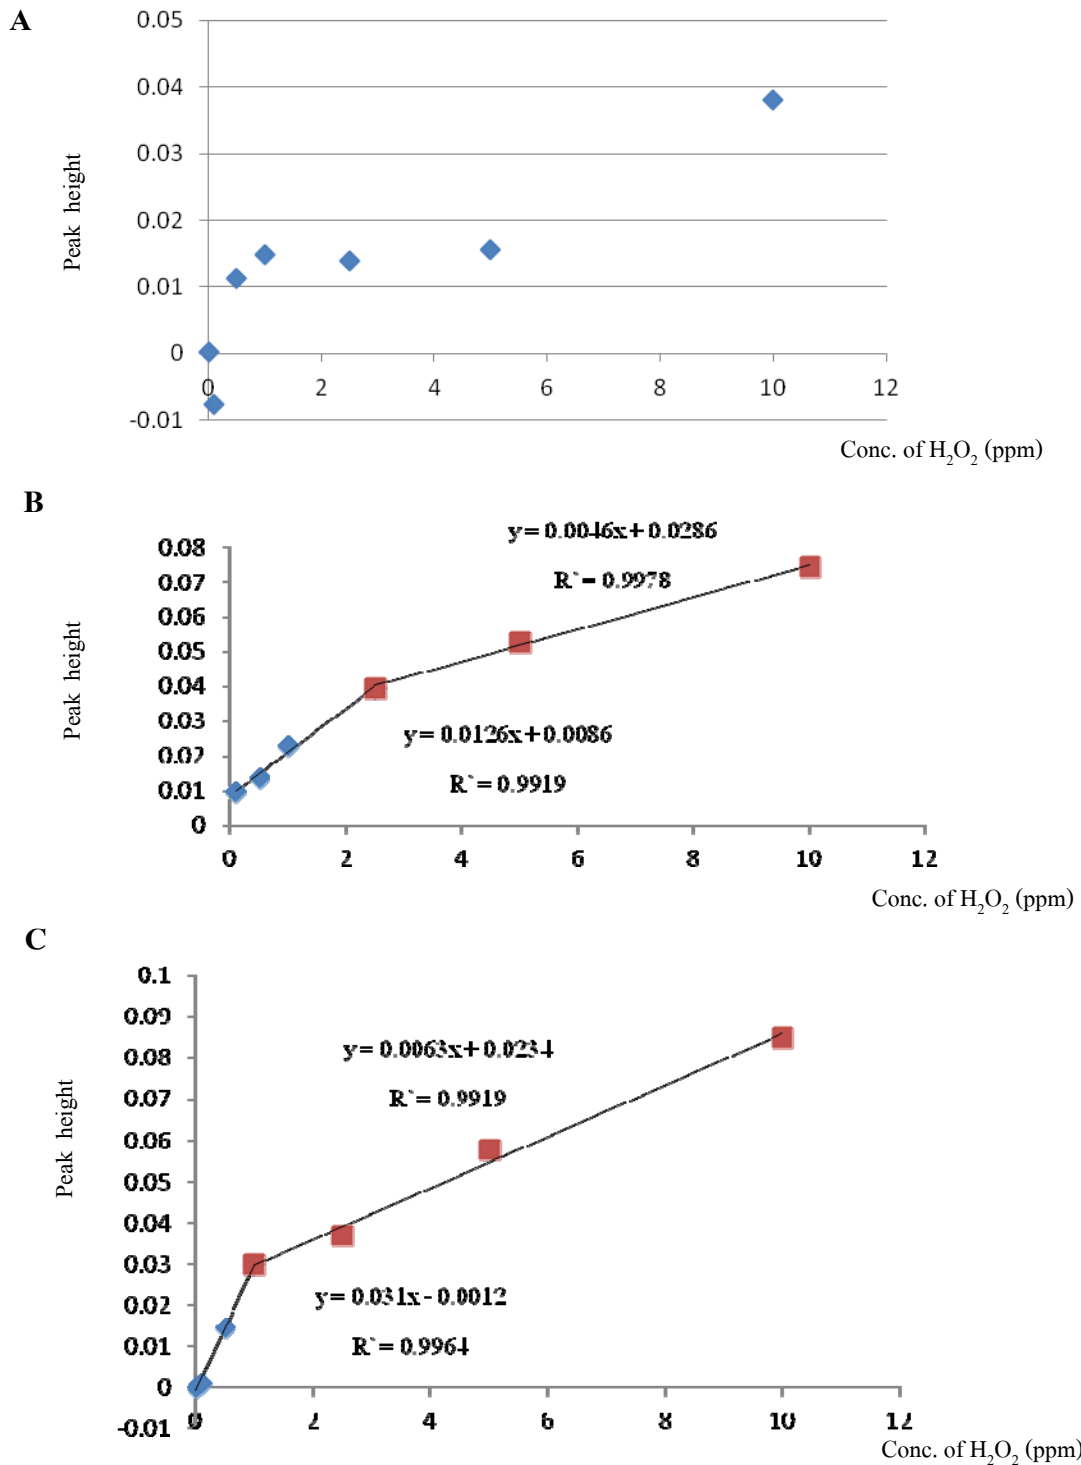 A
0.05
0.04
0.03
0.02
0.01
0
-0.01
0 2 4 6 8 10 12
Peak height
Conc. of H₂O₂ (ppm)
B
y = 0.0046x + 0.0286
R` = 0.9978
0.08
0.07
0.06
0.05
0.04
0.03
0.02
0.01
0
y = 0.0126x + 0.0086
R` = 0.9919
0 2 4 6 8 10 12
Peak height
Conc. of H₂O₂ (ppm)
C
0.1
0.09
0.08
0.07
0.06
0.05
0.04
0.03
0.02
0.01
0
-0.01
y = 0.0063x + 0.0234
R` = 0.9919
y = 0.031x - 0.0012
R` = 0.9964
0 2 4 6 8 10 12
Peak height
Conc. of H₂O₂ (ppm)